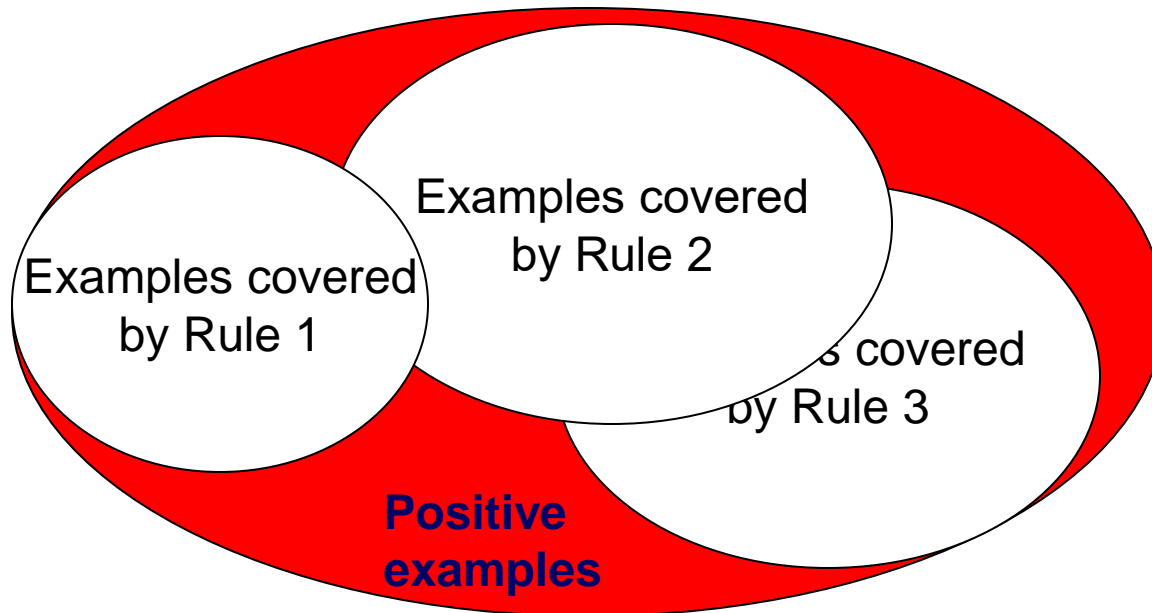 Examples covered
by Rule 2
Examples covered
by Rule 1
covered
by Rule 3
Positive
examples